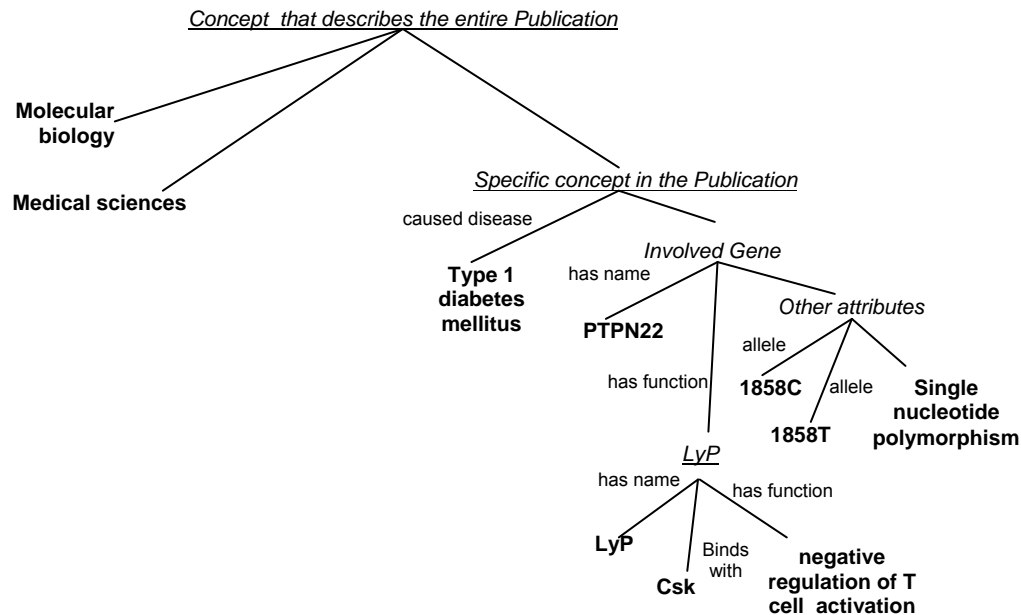 Concept that describes the entire Publication
Molecular
biology
Medical sciences
Specific concept in the Publication
caused disease
Type 1
diabetes
mellitus
Involved Gene
has name
PTPN22
has function
Other attributes
allele
1858C
allele
1858T
Single
nucleotide
polymorphism
LyP
has name
has function
LyP
Binds
with
Csk
negative
regulation of T
cell activation